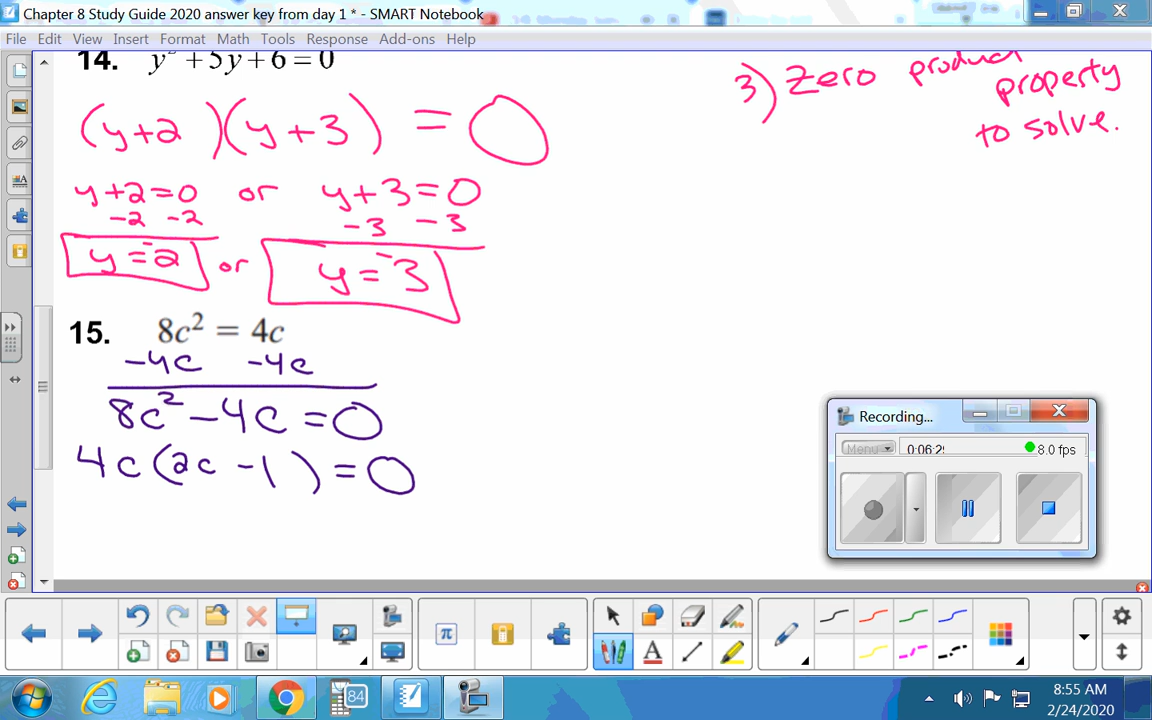 Chapter 8 Study Guide 2020 answer key from day 1 * - SMART Notebook
File Edit View Insert Format Math Tools Response Add-ons Help
14. y² + 5y + 6 = 0
(y+2)(y+3) = 0
y+2=0 or y+3=0
-2 -2 -3 -3
y = -2 or y = -3
3) Zero product
property
to solve.
15. 8c² = 4c
-4c -4c
8c² - 4c = 0
4c(2c - 1) = 0
Recording...
Menu 0:06:2 8.0 fps
π
A
84
8:55 AM
2/24/2020